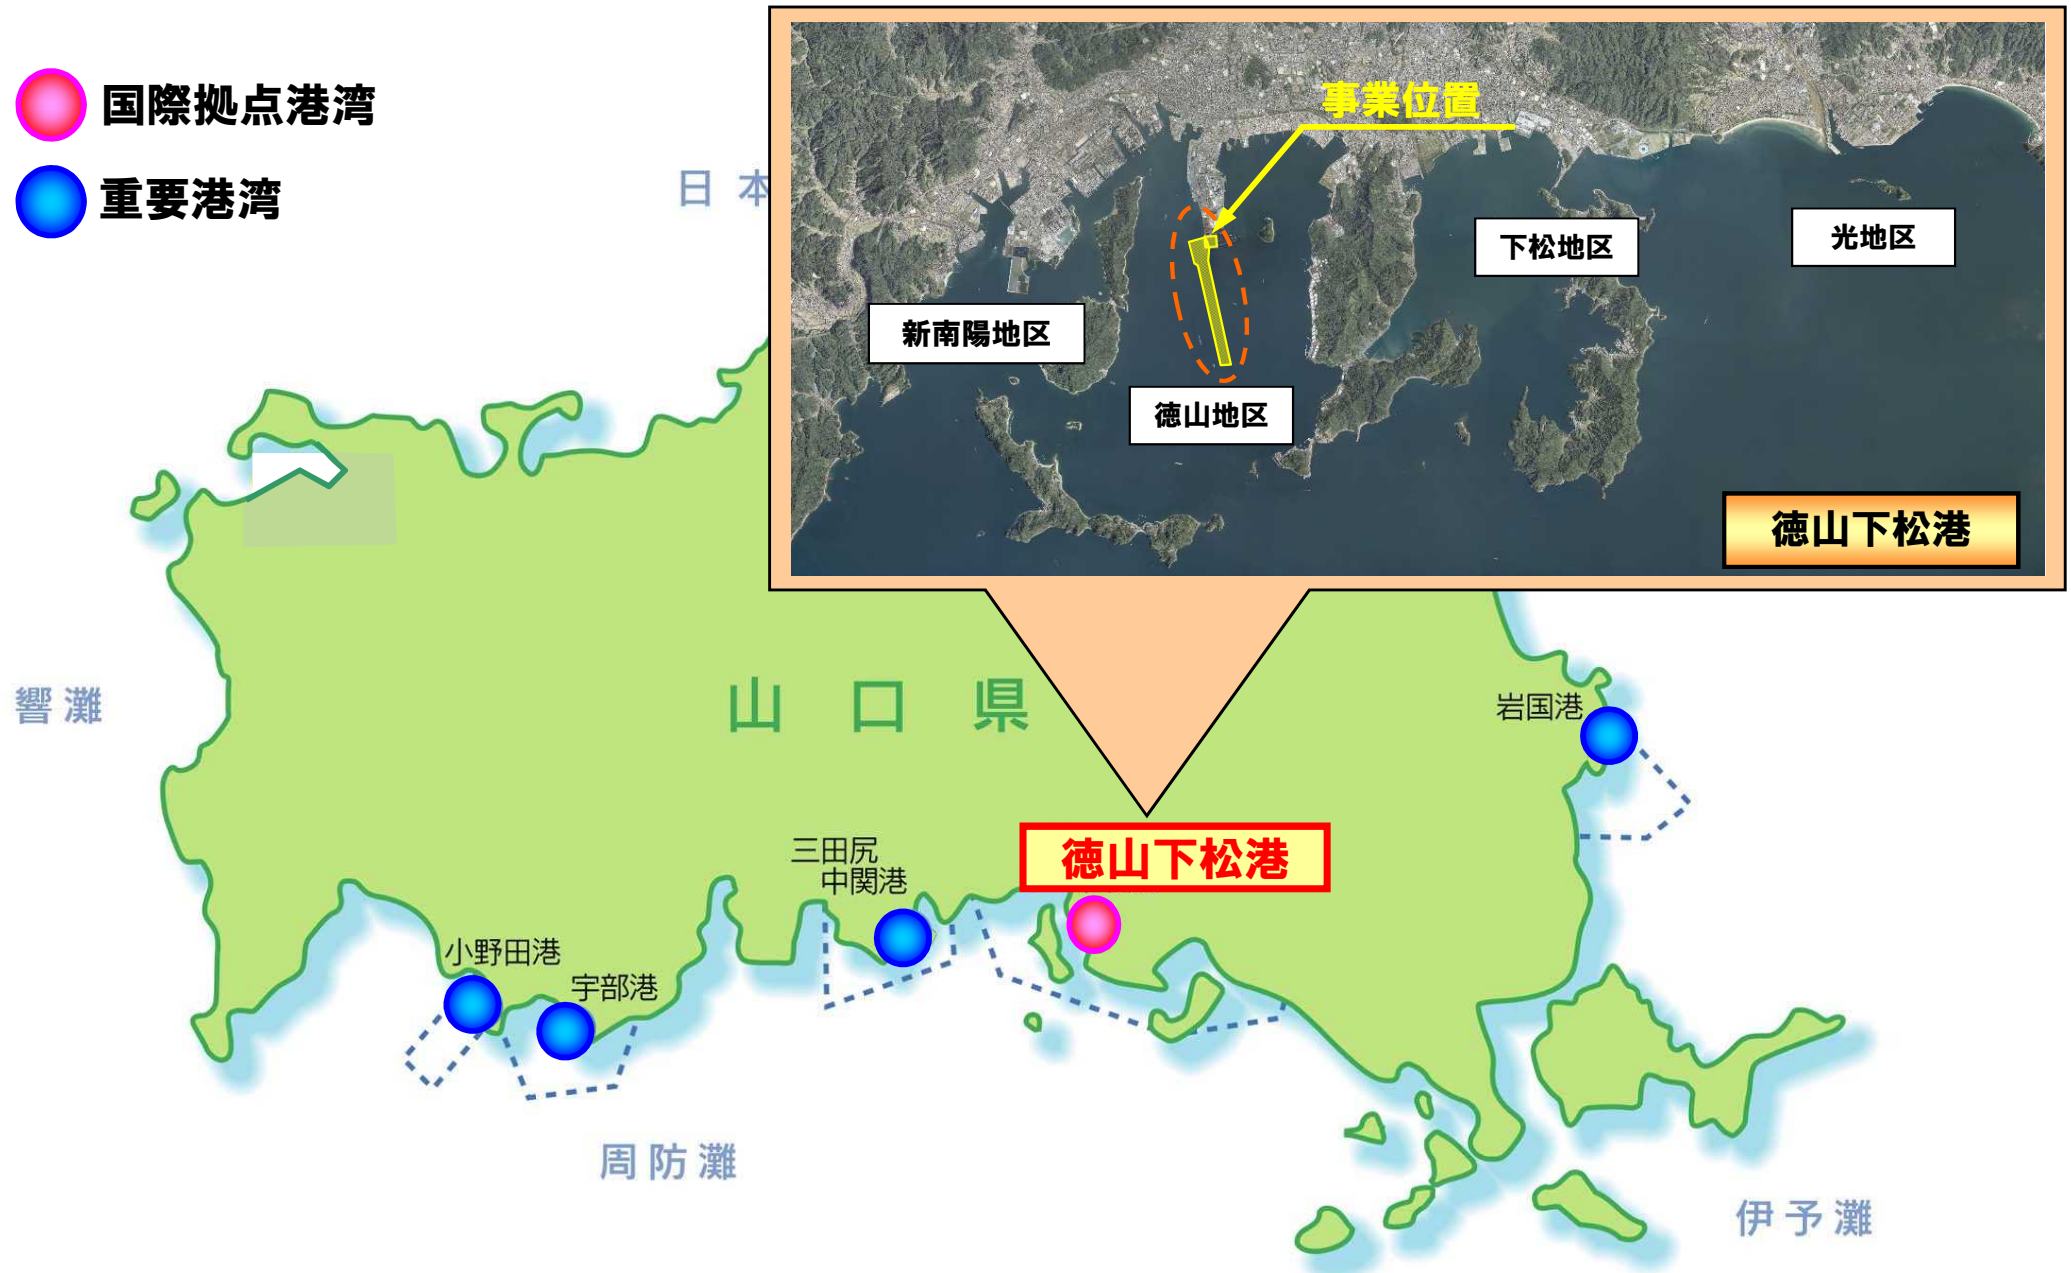 国際拠点港湾
重要港湾
日本
事業位置
下松地区
光地区
新南陽地区
徳山地区
徳山下松港
響灘
山口県
岩国港
三田尻
中関港
徳山下松港
小野田港
宇部港
周防灘
伊予灘